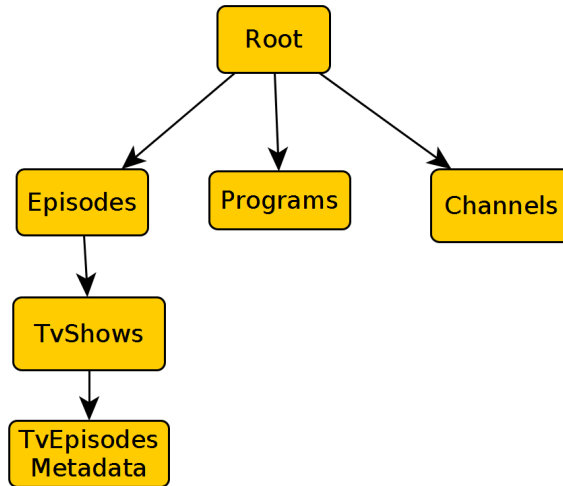 Root
Episodes
Programs
Channels
TvShows
TvEpisodes
Metadata